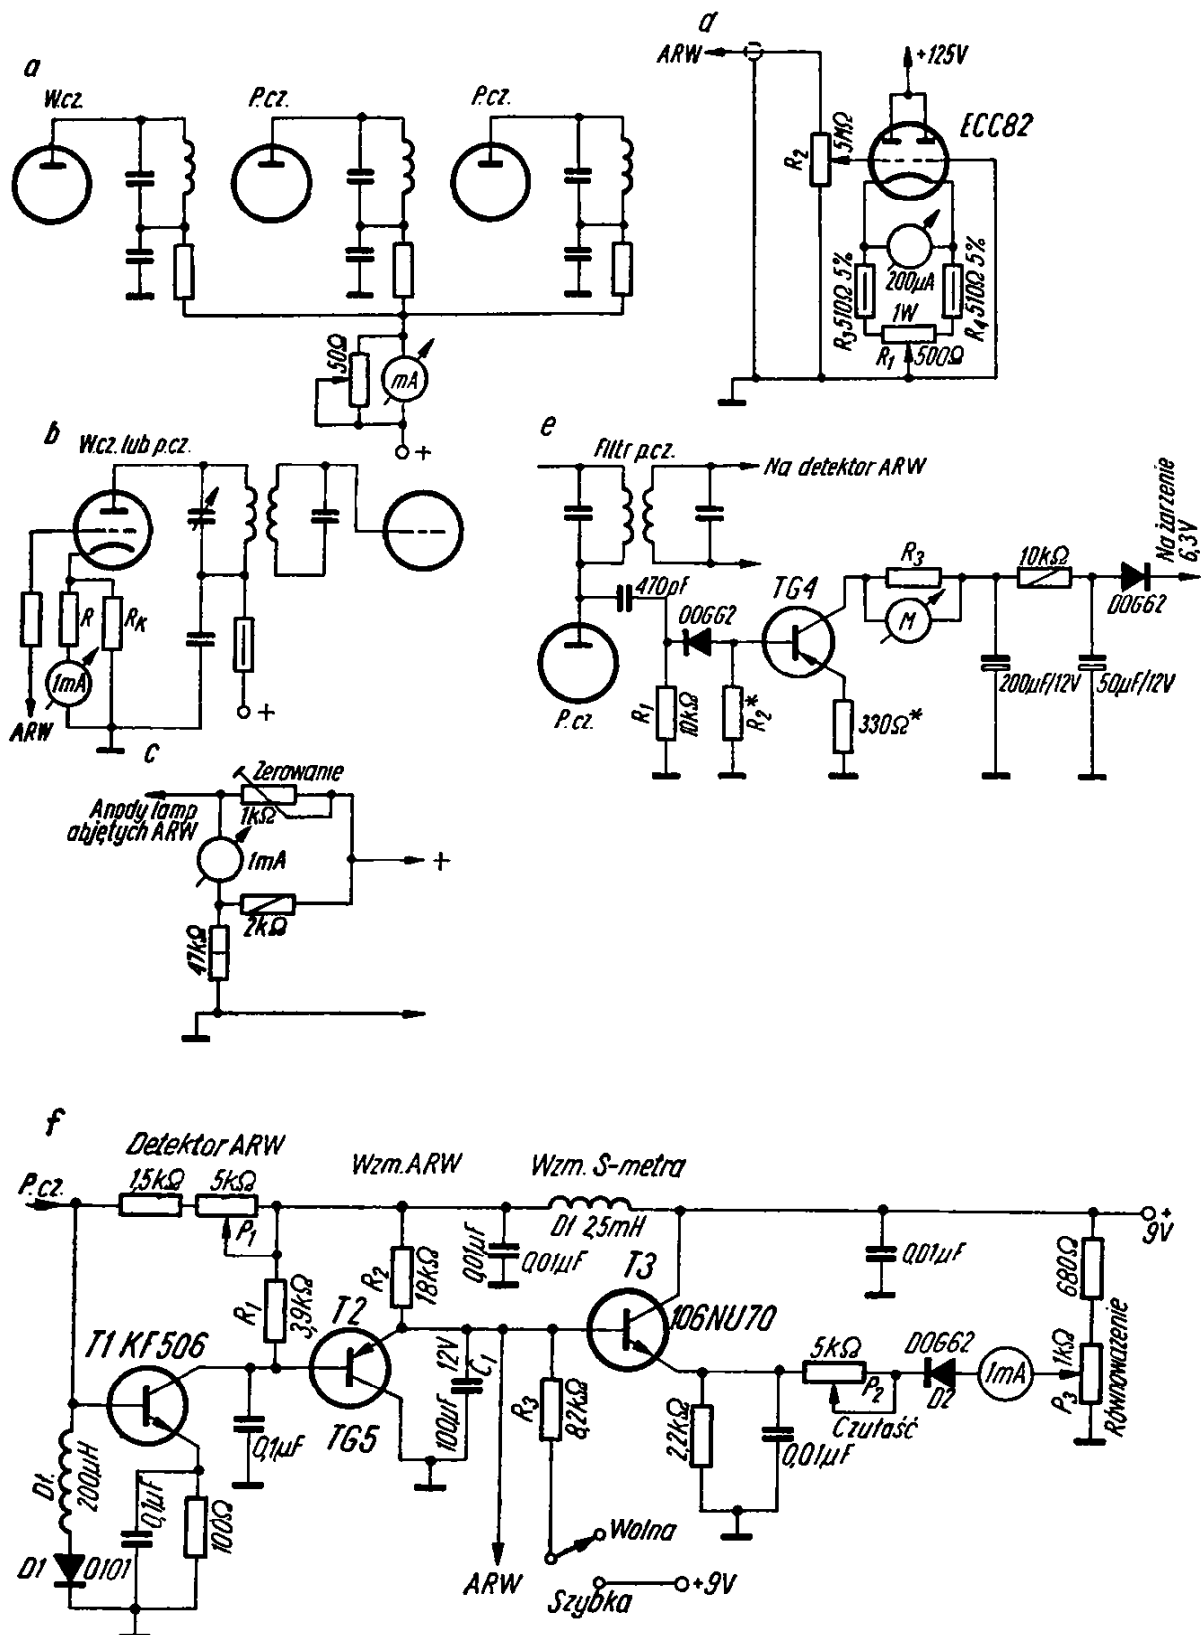 a
W.cz.
P.cz.
P.cz.
50Ω
mA
+
d
ARW
+125V
ECC82
R2
5MΩ
200µA
R3 510Ω 5%
R4 510Ω 5%
1W
R1
500Ω
b
W.cz. lub p.cz.
R
RK
1mA
ARW
+
c
Zerowanie
1kΩ
Anody lamp
objętych ARW
1mA
+
2kΩ
47kΩ
e
Filtr p.cz.
Na detektor ARW
470pF
DOG62
TG4
R3
M
10kΩ
DOG62
Na żarzenie
6,3V
P.cz.
R1
10kΩ
R2*
330Ω*
200µF/12V
50µF/12V
f
Detektor ARW
Wzm. ARW
Wzm. S-metra
P.cz.
1,5kΩ
5kΩ
P1
0,01µF
0,01µF
Dł 2,5mH
+
9V
R1
3,9kΩ
R2
18kΩ
T3
106NU70
0,01µF
680Ω
T1 KF506
T2
TG5
0,1µF
100µF
12V
C1
R3
8,2kΩ
2,2kΩ
0,01µF
5kΩ
P2
Czułość
DOG62
D2
1mA
1kΩ
P3
Równoważenie
Dł.
200µH
0,1µF
100Ω
D1
D101
ARW
Wolna
Szybka
+9V